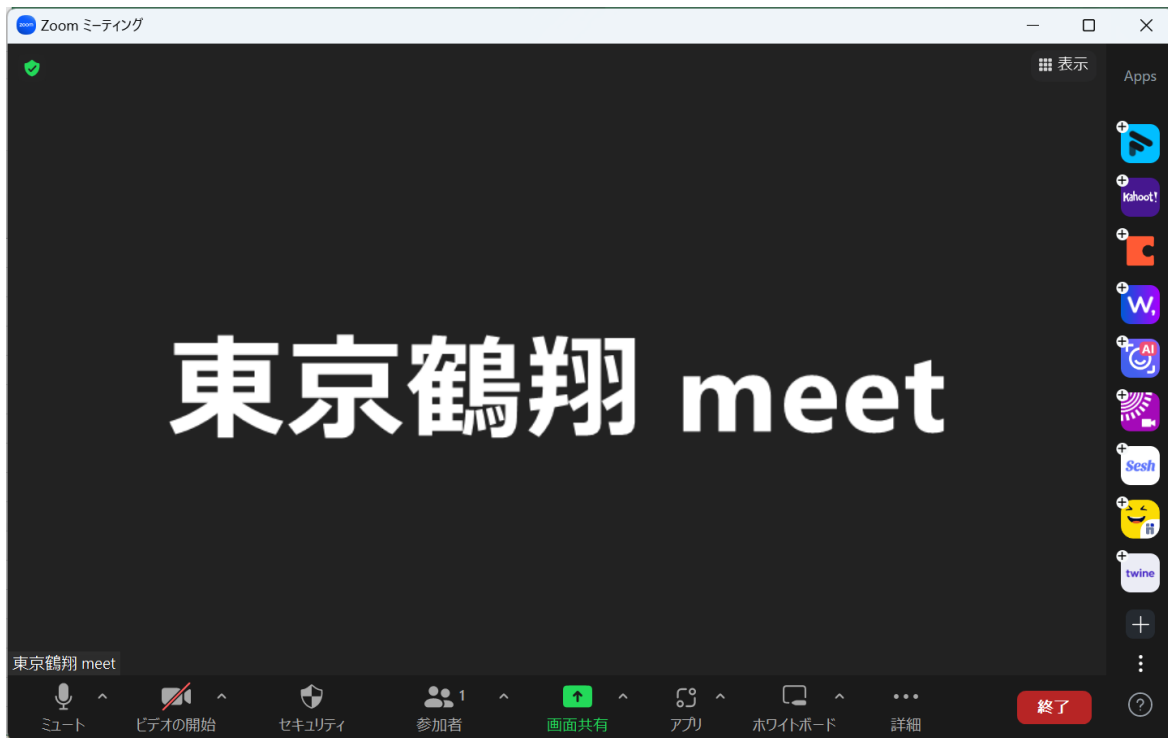 zoom Zoom ミーティング
表示
Apps
Kahoot!
C
W,
AI
Sesh
twine
東京鶴翔 meet
東京鶴翔 meet
ミュート
ビデオの開始
セキュリティ
参加者 1
画面共有
アプリ
ホワイトボード
詳細
終了
?